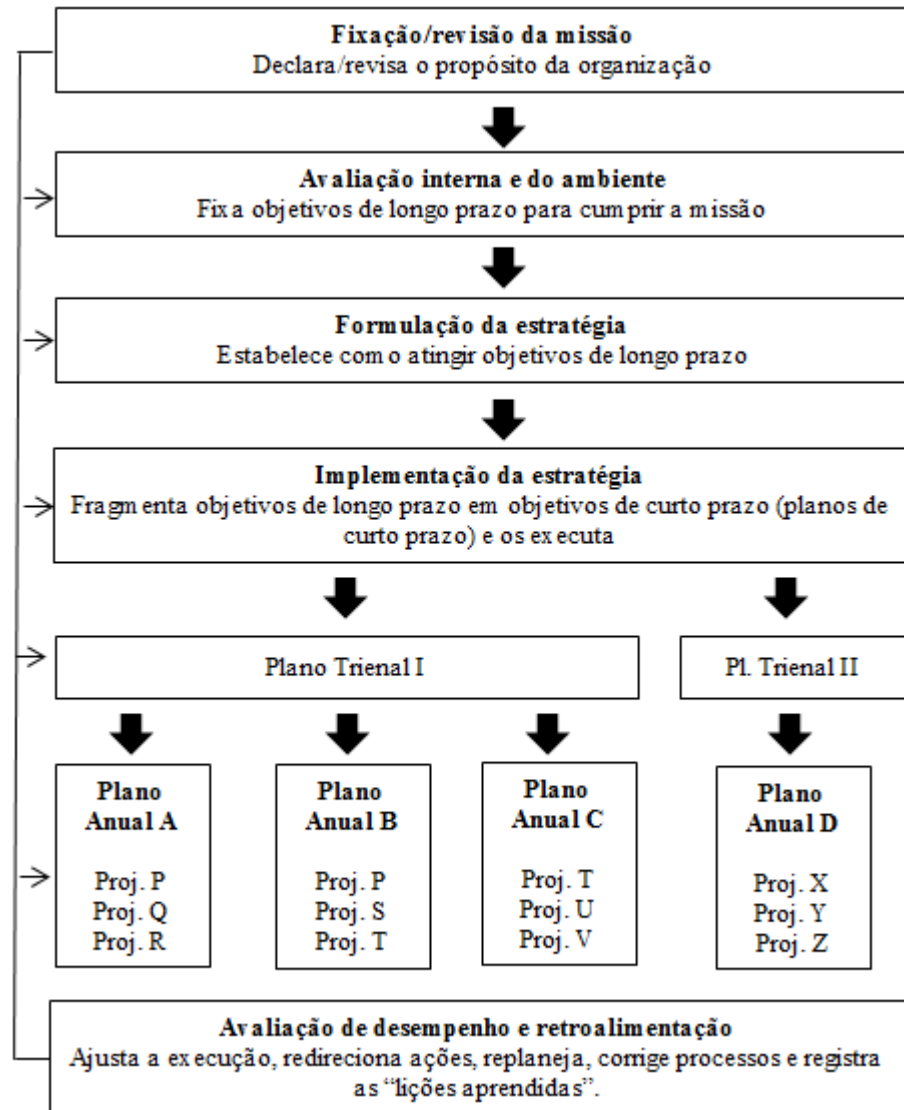 Fixação/revisão da missão
Declara/revisa o propósito da organização
Avaliação interna e do ambiente
Fixa objetivos de longo prazo para cumprir a missão
Formulação da estratégia
Estabelece como atingir objetivos de longo prazo
Implementação da estratégia
Fragmenta objetivos de longo prazo em objetivos de curto prazo (planos de
curto prazo) e os executa
Plano Trienal I
Pl. Trienal II
Plano
Anual A
Proj. P
Proj. Q
Proj. R
Plano
Anual B
Proj. P
Proj. S
Proj. T
Plano
Anual C
Proj. T
Proj. U
Proj. V
Plano
Anual D
Proj. X
Proj. Y
Proj. Z
Avaliação de desempenho e retroalimentação
Ajusta a execução, redireciona ações, replaneja, corrige processos e registra
as “lições aprendidas”.